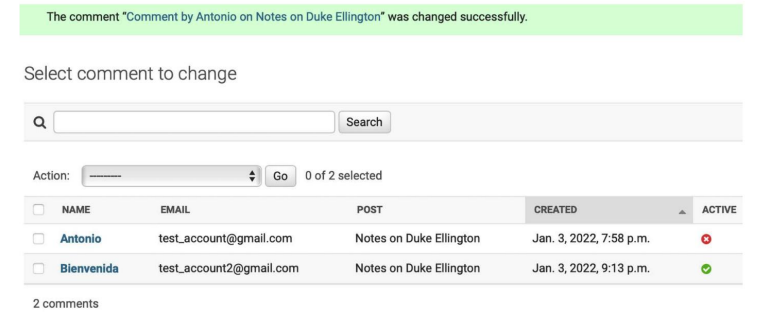 The comment “Comment by Antonio on Notes on Duke Ellington” was changed successfully.
Select comment to change
Search
Action: --------- Go 0 of 2 selected
NAME EMAIL POST CREATED ACTIVE
Antonio test_account@gmail.com Notes on Duke Ellington Jan. 3, 2022, 7:58 p.m.
Bienvenida test_account2@gmail.com Notes on Duke Ellington Jan. 3, 2022, 9:13 p.m.
2 comments